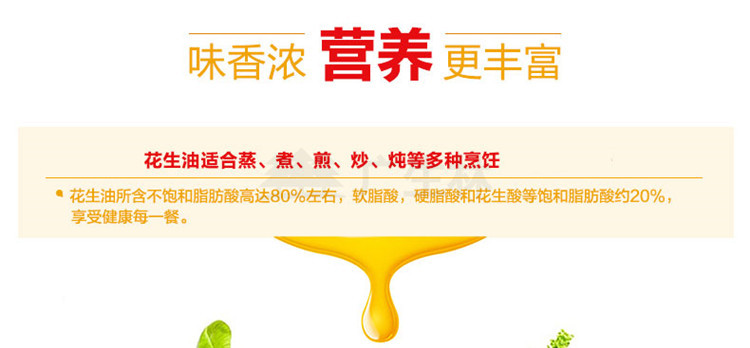 味香浓 营养 更丰富
花生油适合蒸、煮、煎、炒、炖等多种烹饪
花生油所含不饱和脂肪酸高达80%左右，软脂酸，硬脂酸和花生酸等饱和脂肪酸约20%，
享受健康每一餐。